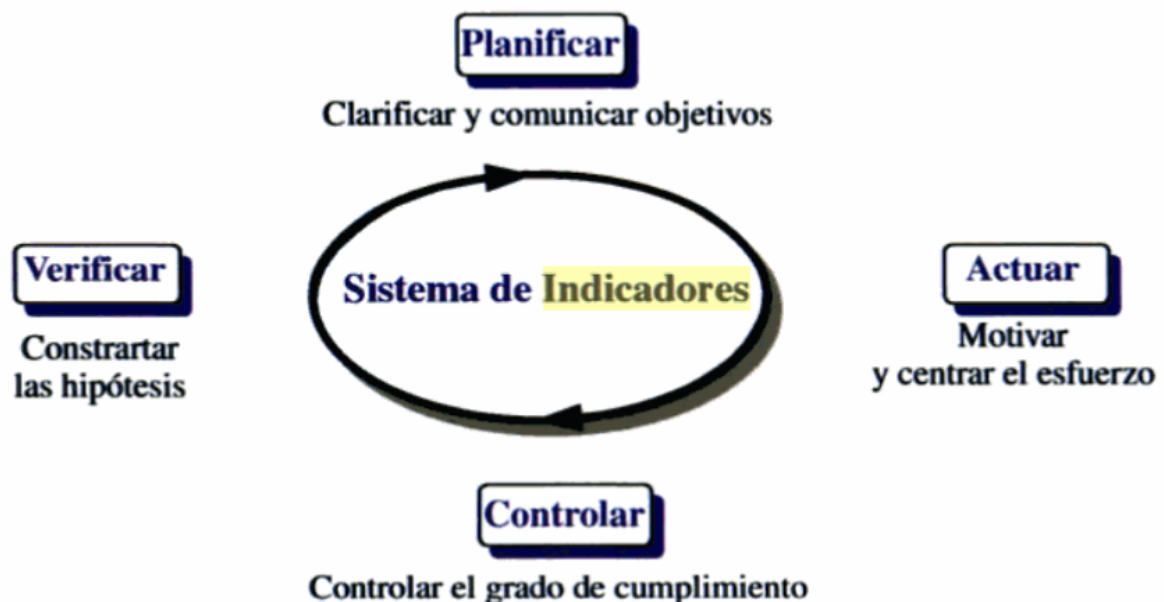 Planificar
Clarificar y comunicar objetivos
Verificar
Constrartar
las hipótesis
Sistema de Indicadores
Actuar
Motivar
y centrar el esfuerzo
Controlar
Controlar el grado de cumplimiento